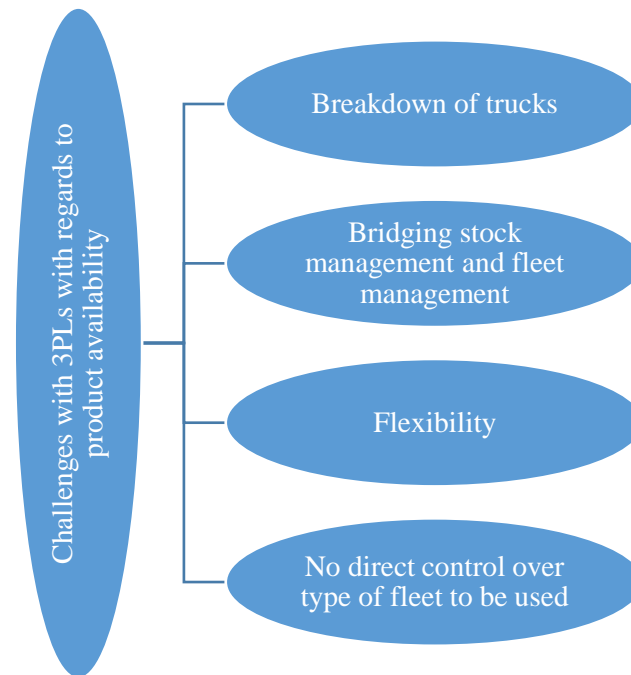 Challenges with 3PLs with regards to
product availability
Breakdown of trucks
Bridging stock
management and fleet
management
Flexibility
No direct control over
type of fleet to be used